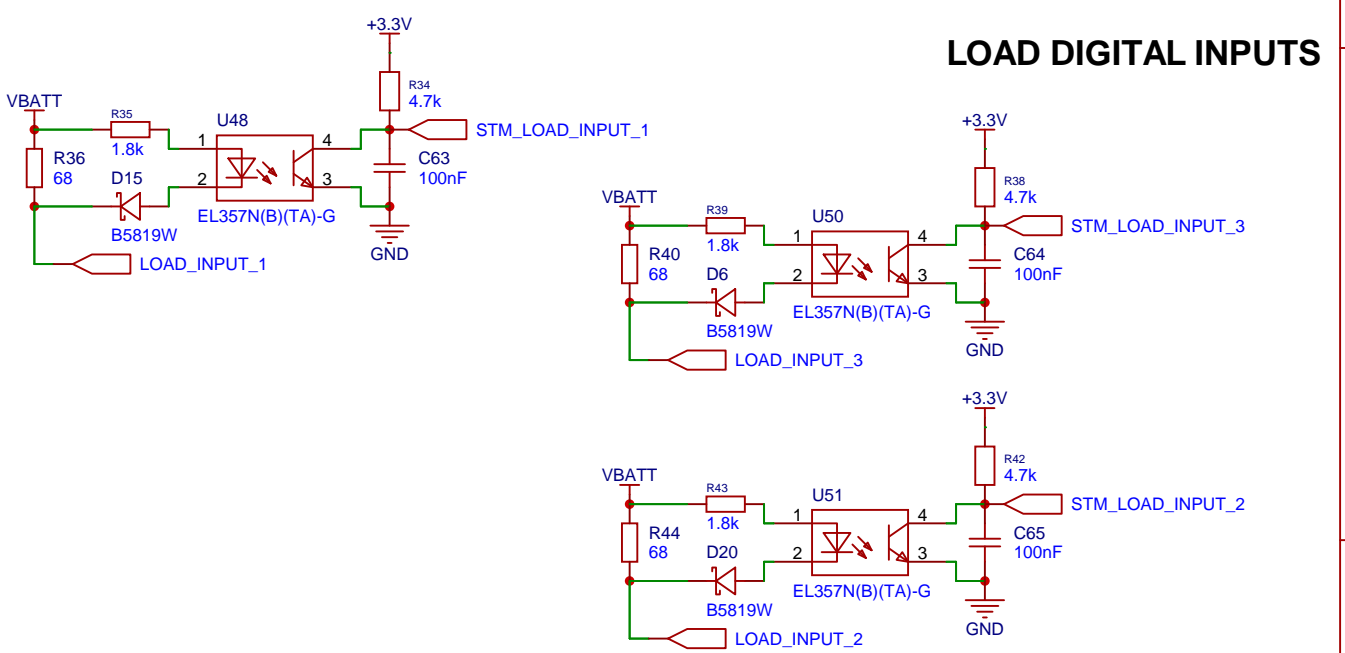 LOAD DIGITAL INPUTS
+3.3V
R34
4.7k
VBATT
R35
1.8k
U48
1
4
STM_LOAD_INPUT_1
R36
68
D15
2
3
C63
100nF
B5819W
EL357N(B)(TA)-G
GND
LOAD_INPUT_1
+3.3V
R38
4.7k
VBATT
R39
1.8k
U50
1
4
STM_LOAD_INPUT_3
R40
68
D6
2
3
C64
100nF
B5819W
EL357N(B)(TA)-G
GND
LOAD_INPUT_3
+3.3V
R42
4.7k
VBATT
R43
1.8k
U51
1
4
STM_LOAD_INPUT_2
R44
68
D20
2
3
C65
100nF
B5819W
EL357N(B)(TA)-G
GND
LOAD_INPUT_2